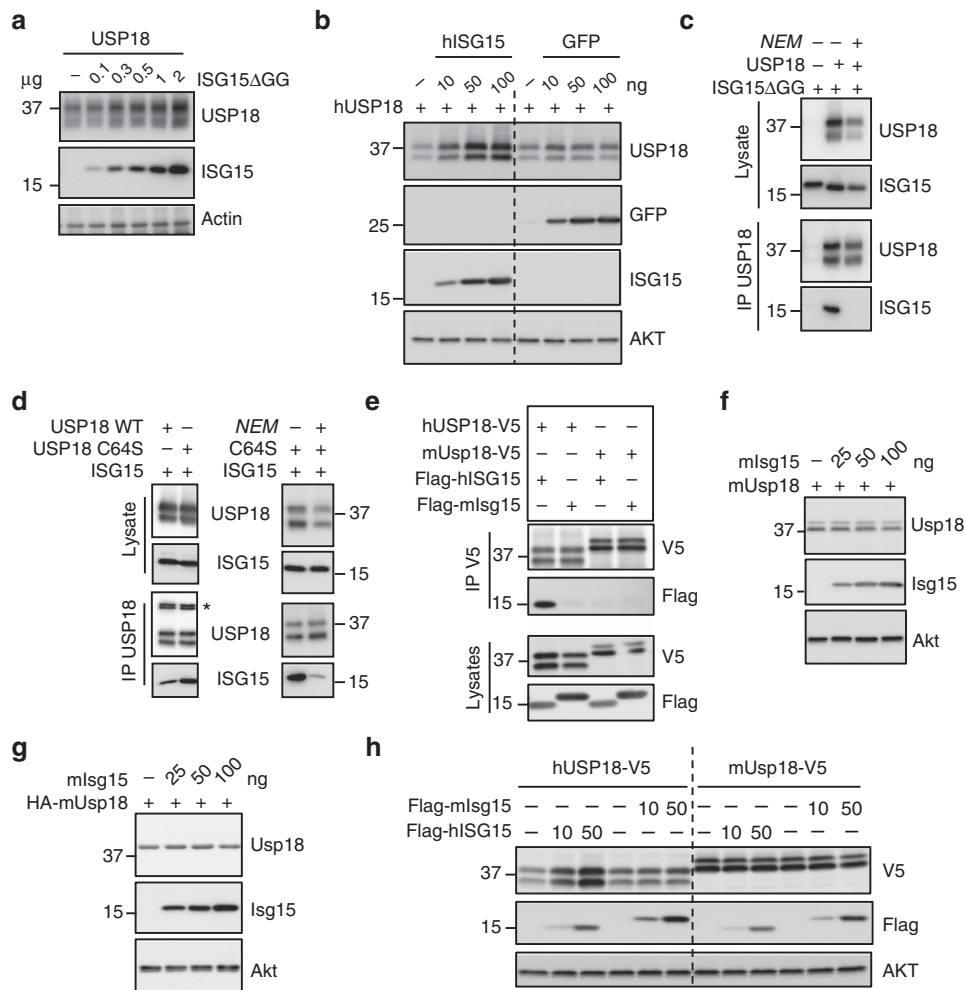 a
USP18
μg – 0.1 0.3 0.5 1 2 ISG15ΔGG
37 USP18
15 ISG15
Actin
b
hISG15 GFP
– 10 50 100 – 10 50 100 ng
hUSP18 + + + + + + + +
37 USP18
25 GFP
15 ISG15
AKT
c
NEM – – +
USP18 – + +
ISG15ΔGG + + +
Lysate
37 USP18
15 ISG15
IP USP18
37 USP18
15 ISG15
d
USP18 WT + –
USP18 C64S – +
ISG15 + +
NEM – +
C64S + +
ISG15 + +
Lysate
USP18 37
ISG15 15
IP USP18
*
USP18 37
ISG15 15
e
hUSP18-V5 + + – –
mUsp18-V5 – – + +
Flag-hISG15 + – + –
Flag-mIsg15 – + – +
IP V5
37 V5
15 Flag
Lysates
37 V5
15 Flag
f
mIsg15 – 25 50 100 ng
mUsp18 + + + +
37 Usp18
15 Isg15
Akt
g
mIsg15 – 25 50 100 ng
HA-mUsp18 + + + +
37 Usp18
15 Isg15
Akt
h
hUSP18-V5 mUsp18-V5
Flag-mIsg15 – – – – 10 50 – – – – 10 50
Flag-hISG15 – 10 50 – – – – 10 50 – – –
37 V5
15 Flag
AKT